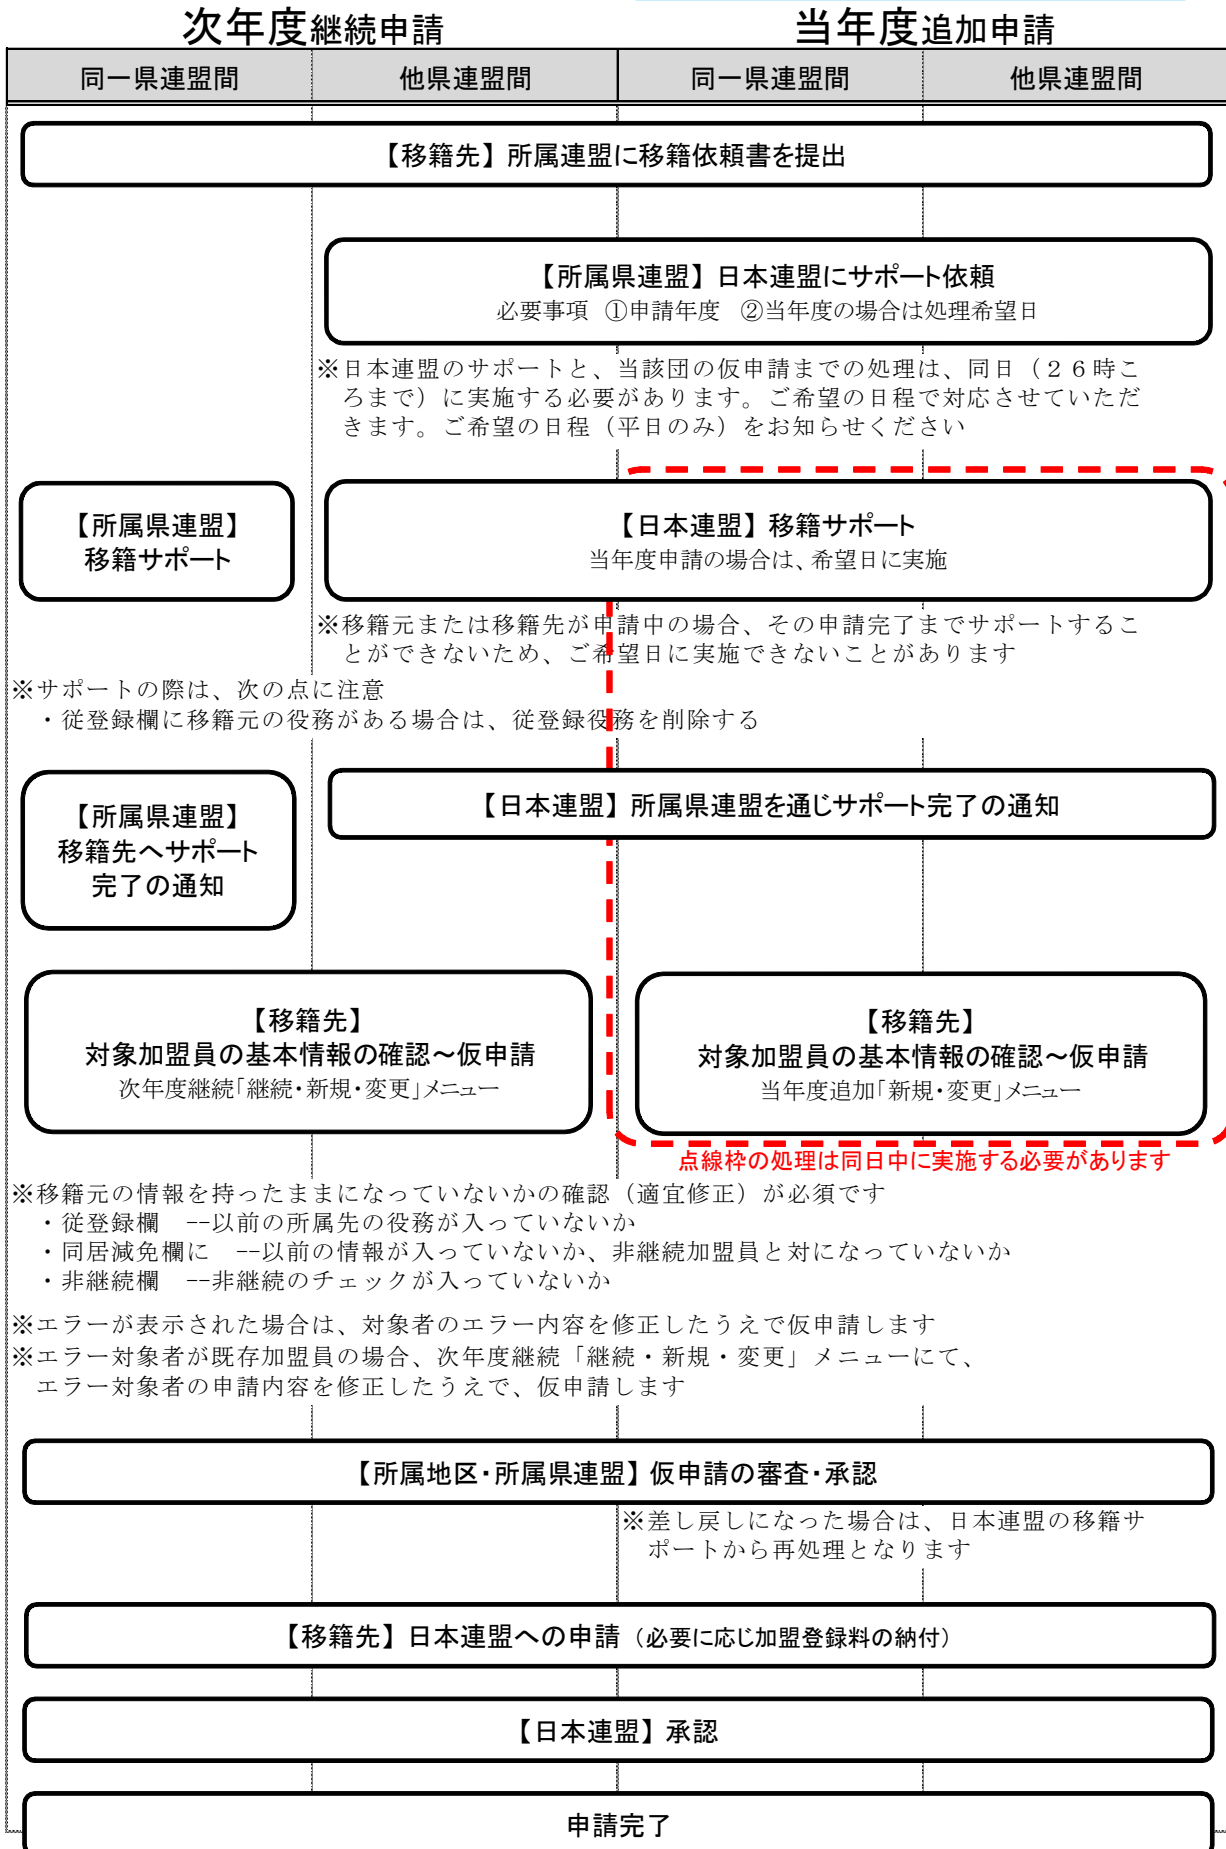 次年度継続申請
当年度追加申請
同一県連盟間
他県連盟間
同一県連盟間
他県連盟間
【移籍先】所属連盟に移籍依頼書を提出
【所属県連盟】日本連盟にサポート依頼
必要事項 ①申請年度 ②当年度の場合は処理希望日
※日本連盟のサポートと、当該団の仮申請までの処理は、同日（２６時こ
ろまで）に実施する必要があります。ご希望の日程で対応させていただ
きます。ご希望の日程（平日のみ）をお知らせください
【所属県連盟】
移籍サポート
【日本連盟】移籍サポート
当年度申請の場合は、希望日に実施
※移籍元または移籍先が申請中の場合、その申請完了までサポートするこ
とができないため、ご希望日に実施できないことがあります
※サポートの際は、次の点に注意
・従登録欄に移籍元の役務がある場合は、従登録役務を削除する
【所属県連盟】
移籍先へサポート
完了の通知
【日本連盟】所属県連盟を通じサポート完了の通知
【移籍先】
対象加盟員の基本情報の確認～仮申請
次年度継続「継続・新規・変更」メニュー
【移籍先】
対象加盟員の基本情報の確認～仮申請
当年度追加「新規・変更」メニュー
点線枠の処理は同日中に実施する必要があります
※移籍元の情報を持ったままになっていないかの確認（適宜修正）が必須です
・従登録欄 --以前の所属先の役務が入っていないか
・同居減免欄に --以前の情報が入っていないか、非継続加盟員と対になっていないか
・非継続欄 --非継続のチェックが入っていないか
※エラーが表示された場合は、対象者のエラー内容を修正したうえで仮申請します
※エラー対象者が既存加盟員の場合、次年度継続「継続・新規・変更」メニューにて、
エラー対象者の申請内容を修正したうえで、仮申請します
【所属地区・所属県連盟】仮申請の審査・承認
※差し戻しになった場合は、日本連盟の移籍サ
ポートから再処理となります
【移籍先】日本連盟への申請（必要に応じ加盟登録料の納付）
【日本連盟】承認
申請完了